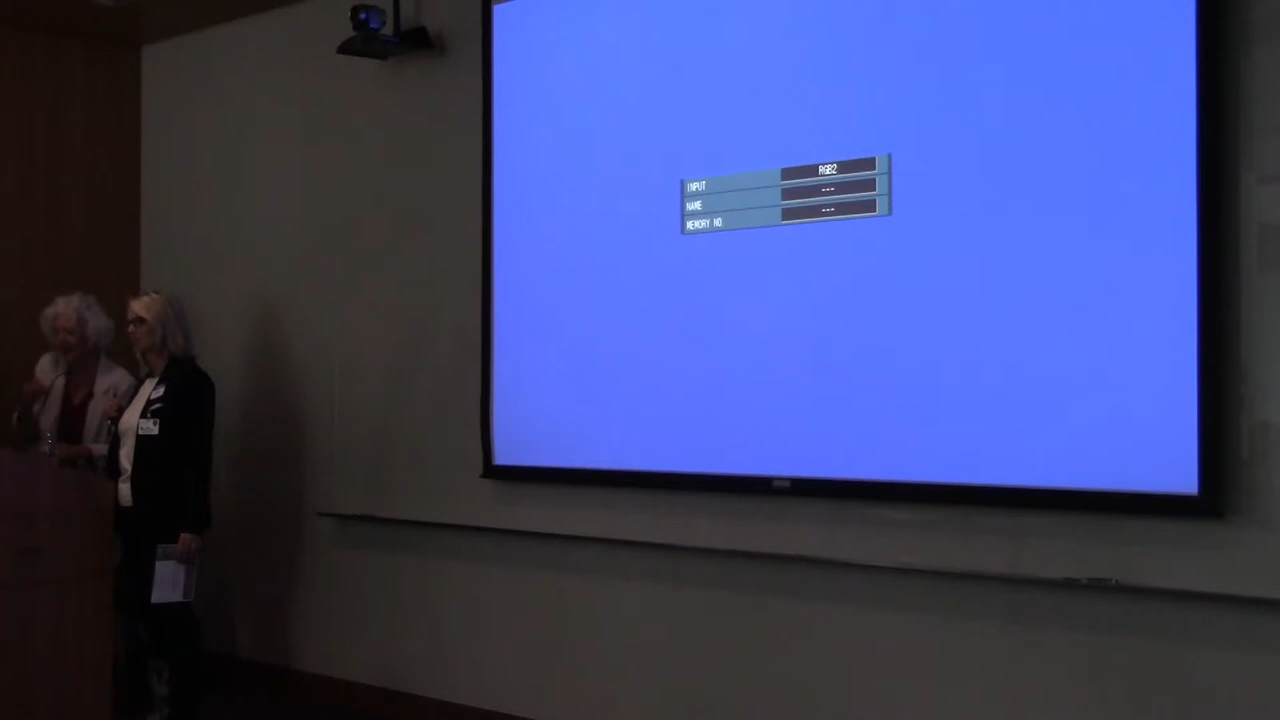 INPUT RGB2
NAME ---
MEMORY NO ---